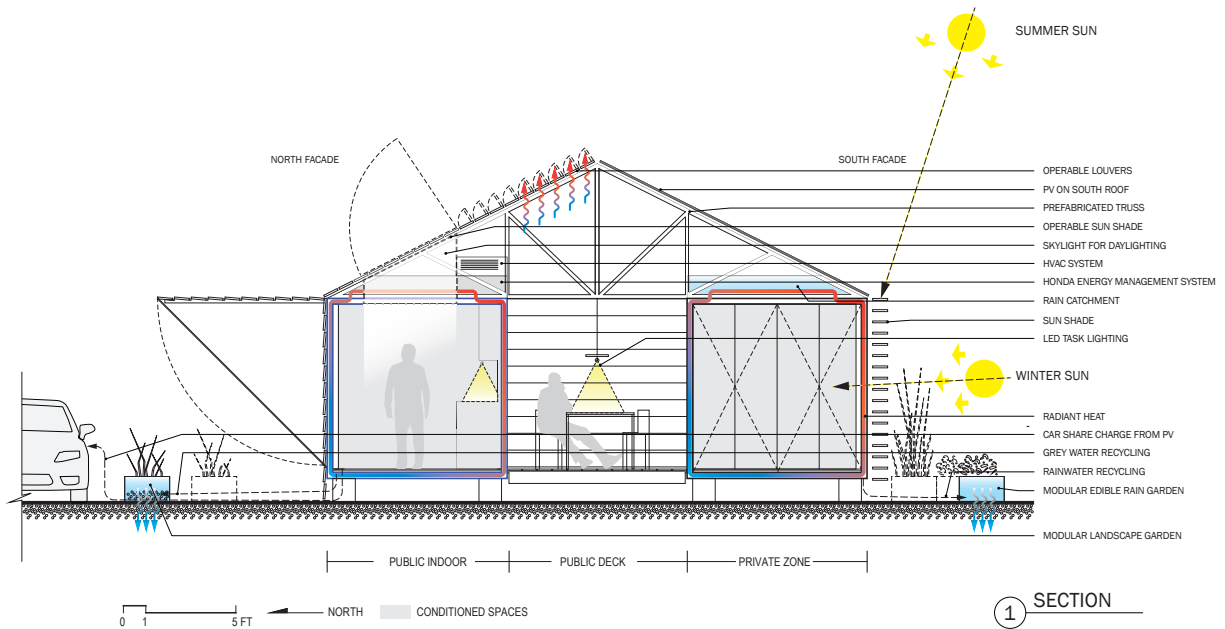 SUMMER SUN
NORTH FACADE
SOUTH FACADE
OPERABLE LOUVERS
PV ON SOUTH ROOF
PREFABRICATED TRUSS
OPERABLE SUN SHADE
SKYLIGHT FOR DAYLIGHTING
HVAC SYSTEM
HONDA ENERGY MANAGEMENT SYSTEM
RAIN CATCHMENT
SUN SHADE
LED TASK LIGHTING
WINTER SUN
RADIANT HEAT
CAR SHARE CHARGE FROM PV
GREY WATER RECYCLING
RAINWATER RECYCLING
MODULAR EDIBLE RAIN GARDEN
MODULAR LANDSCAPE GARDEN
PUBLIC INDOOR
PUBLIC DECK
PRIVATE ZONE
0 1 5 FT
NORTH
CONDITIONED SPACES
1 SECTION